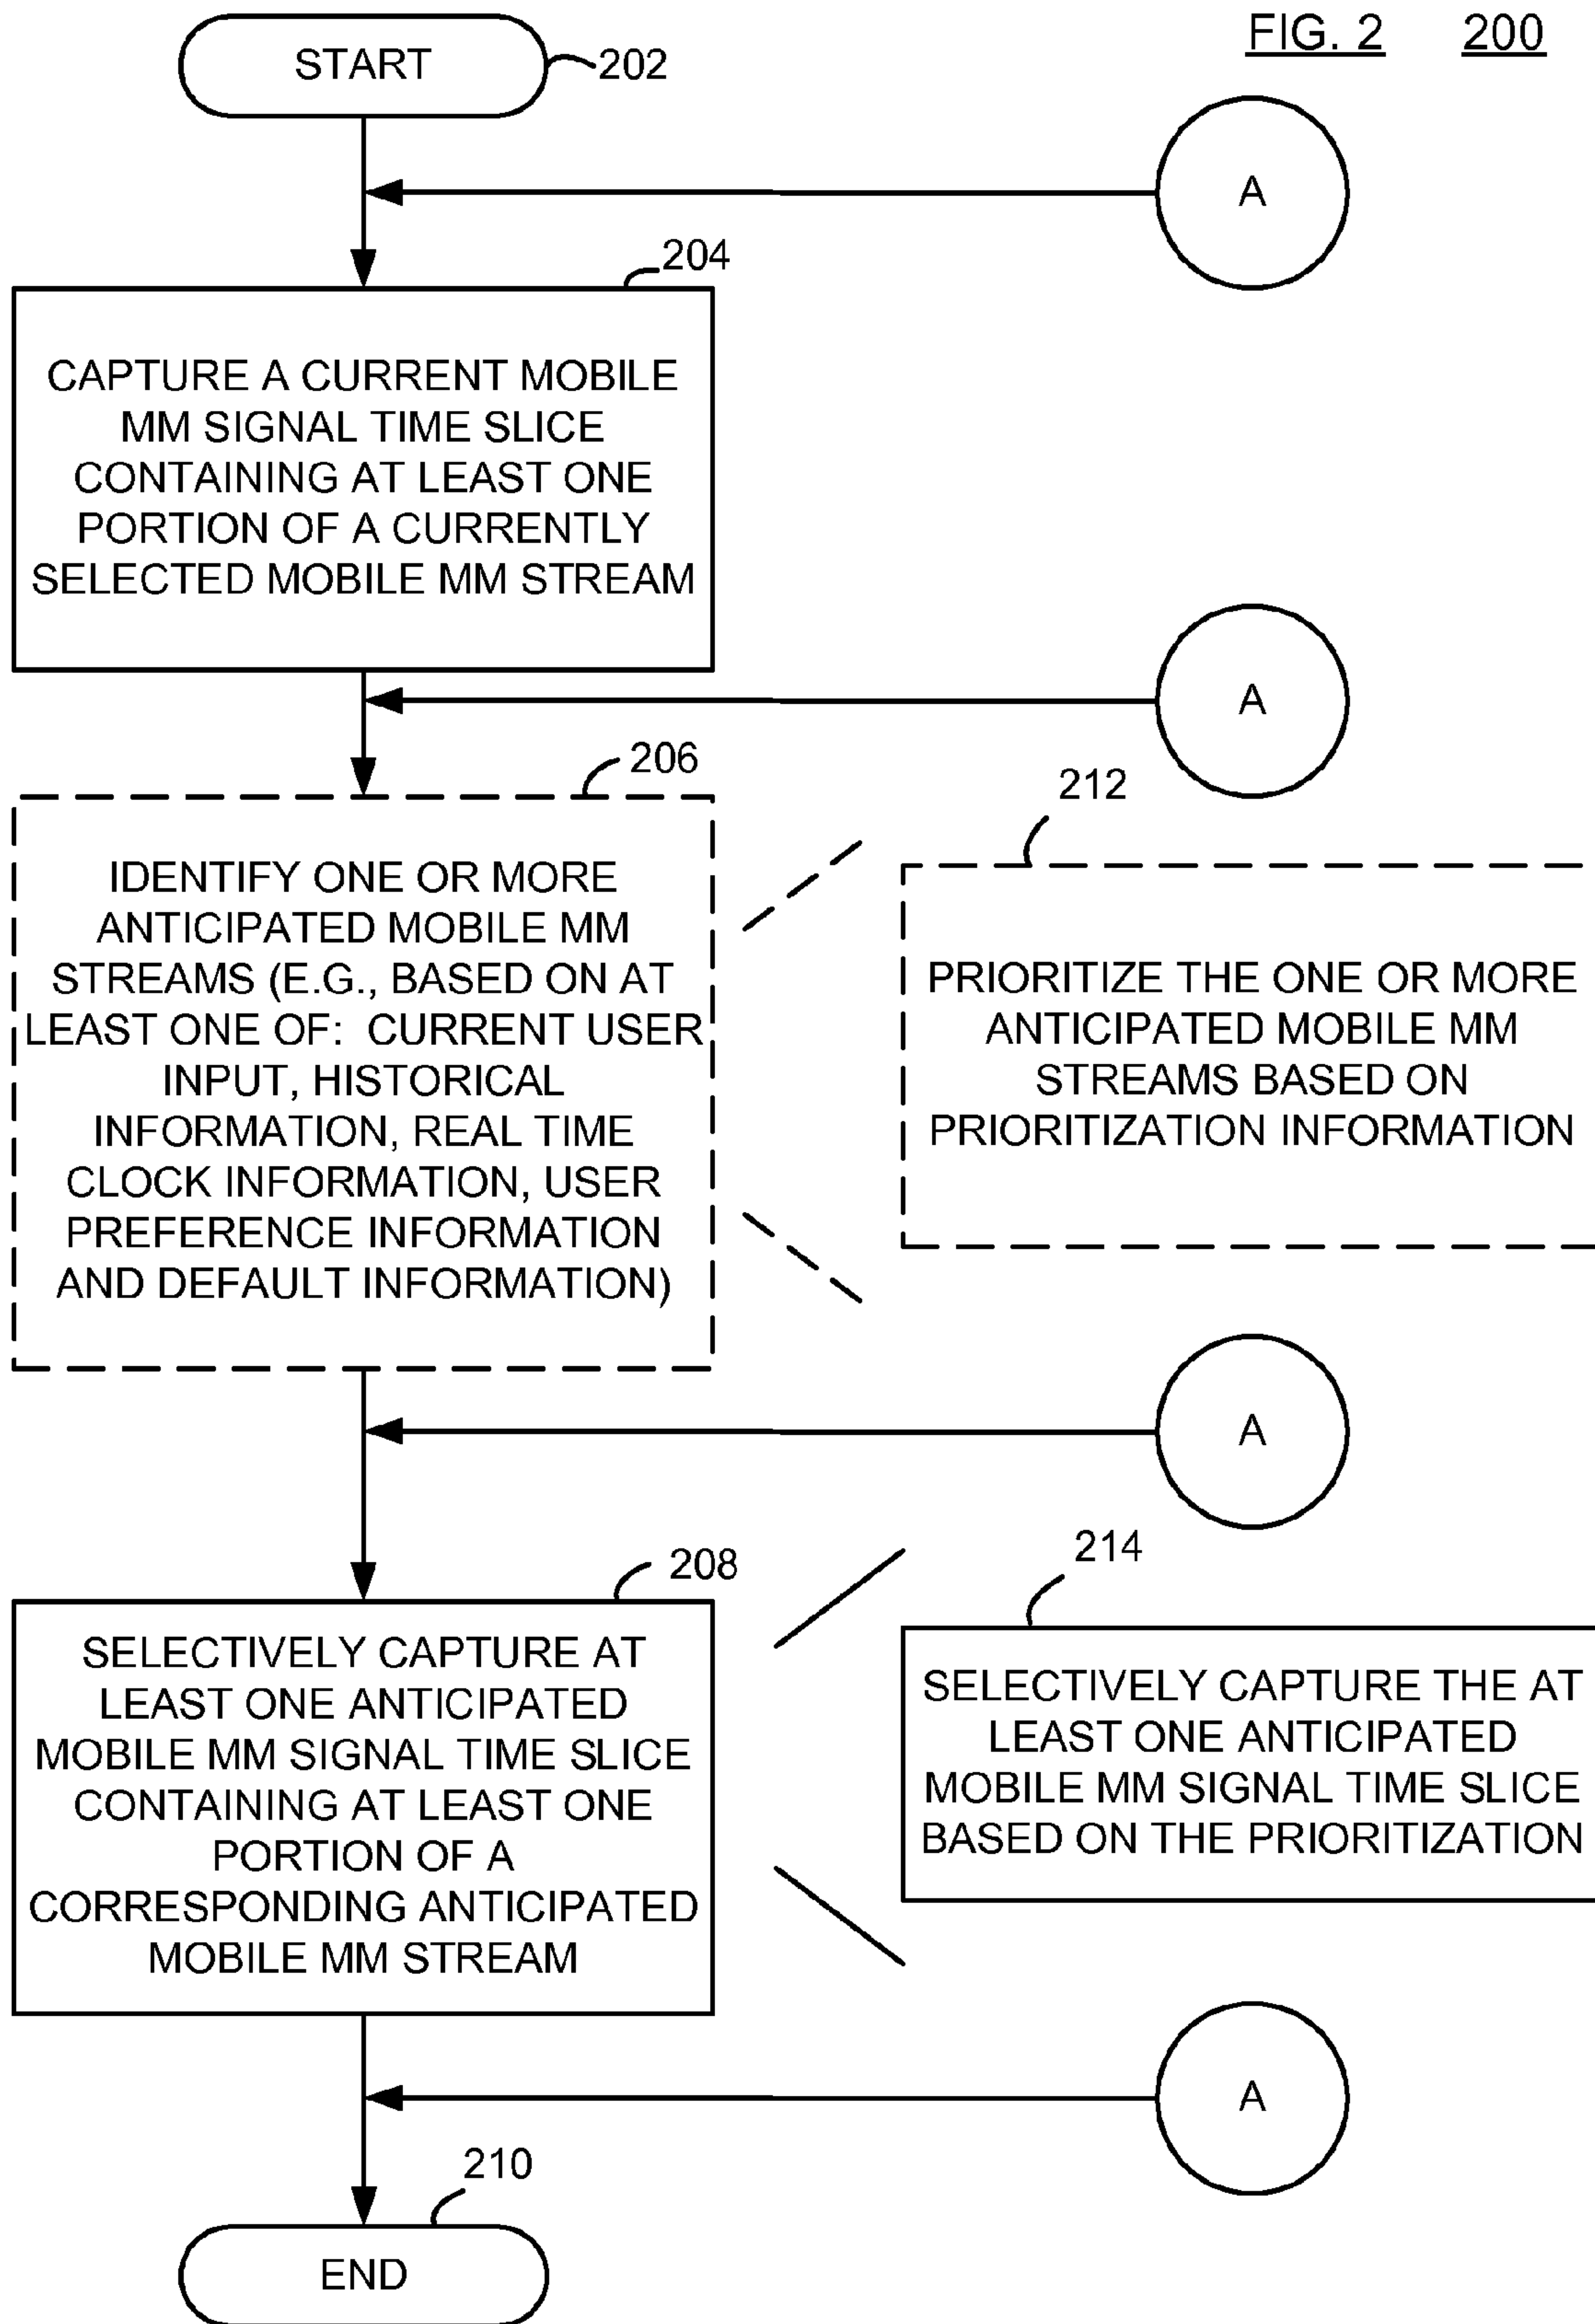 FIG. 2 200
START
202
A
204
CAPTURE A CURRENT MOBILE
MM SIGNAL TIME SLICE
CONTAINING AT LEAST ONE
PORTION OF A CURRENTLY
SELECTED MOBILE MM STREAM
A
206
IDENTIFY ONE OR MORE
ANTICIPATED MOBILE MM
STREAMS (E.G., BASED ON AT
LEAST ONE OF: CURRENT USER
INPUT, HISTORICAL
INFORMATION, REAL TIME
CLOCK INFORMATION, USER
PREFERENCE INFORMATION
AND DEFAULT INFORMATION)
212
PRIORITIZE THE ONE OR MORE
ANTICIPATED MOBILE MM
STREAMS BASED ON
PRIORITIZATION INFORMATION
A
208
SELECTIVELY CAPTURE AT
LEAST ONE ANTICIPATED
MOBILE MM SIGNAL TIME SLICE
CONTAINING AT LEAST ONE
PORTION OF A
CORRESPONDING ANTICIPATED
MOBILE MM STREAM
214
SELECTIVELY CAPTURE THE AT
LEAST ONE ANTICIPATED
MOBILE MM SIGNAL TIME SLICE
BASED ON THE PRIORITIZATION
A
210
END